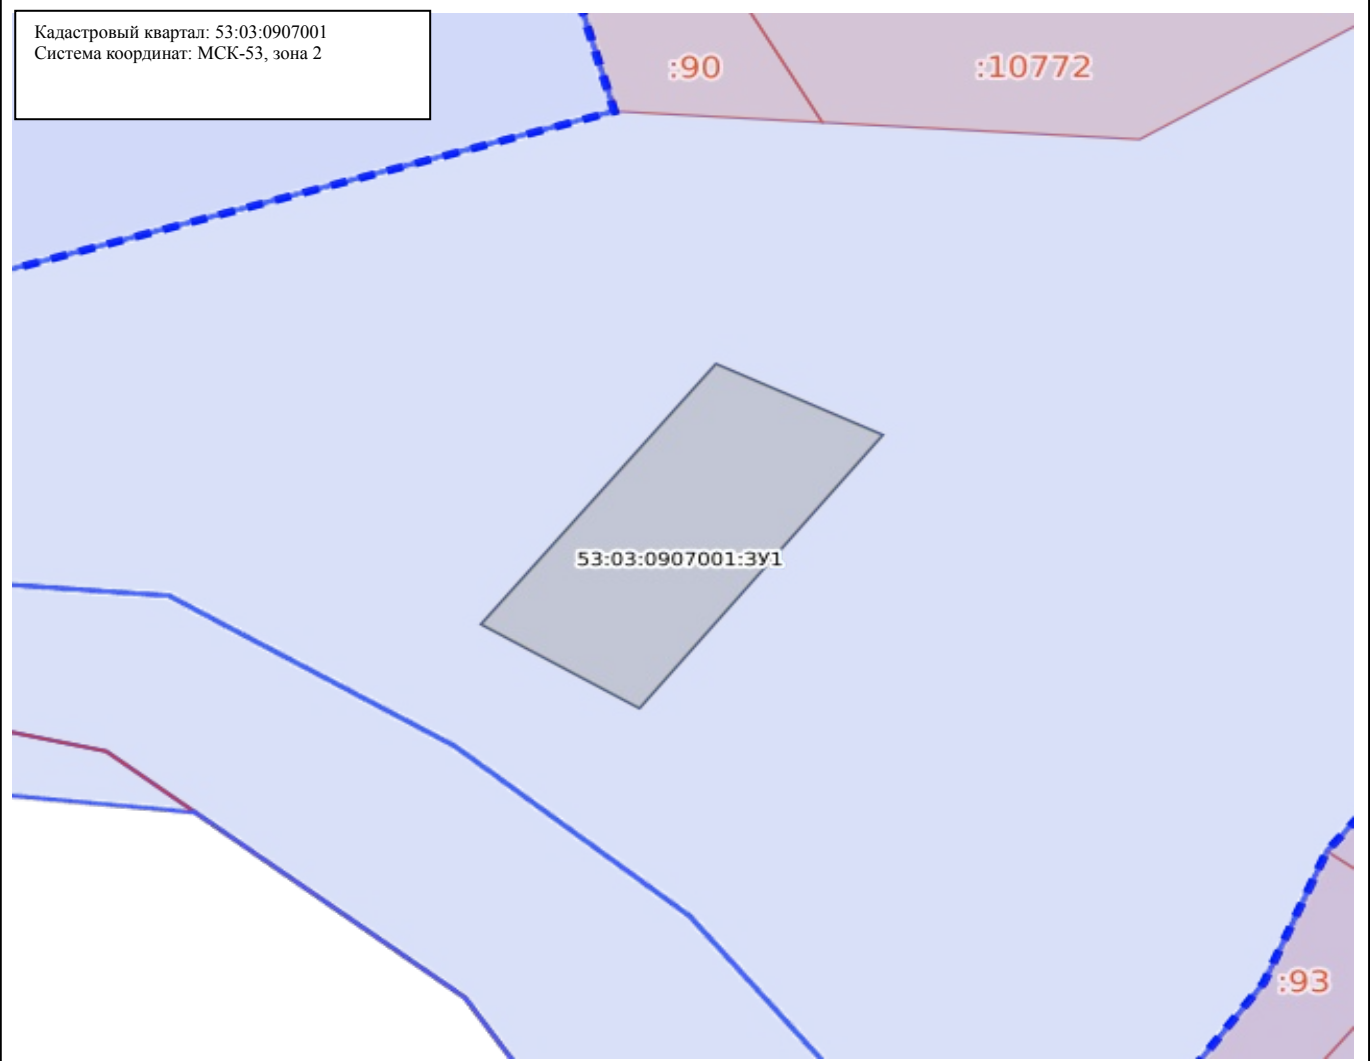 Кадастровый квартал: 53:03:0907001
Система координат: МСК-53, зона 2
:90
:10772
53:03:0907001:ЗУ1
:93